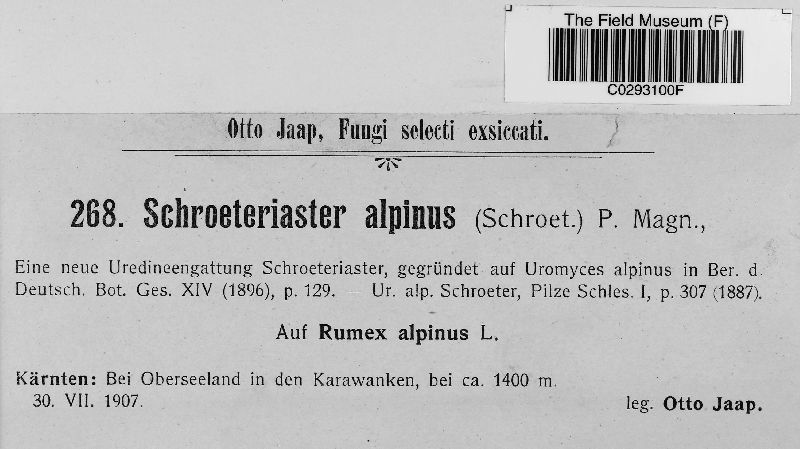 The Field Museum (F)
C0293100F
Otto Jaap, Fungi selecti exsiccati.
268. Schroeteriaster alpinus (Schroet.) P. Magn.,
Eine neue Uredineengattung Schroeteriaster, gegründet auf Uromyces alpinus in Ber. d.
Deutsch. Bot. Ges. XIV (1896), p. 129. — Ur. alp. Schroeter, Pilze Schles. I, p. 307 (1887).
Auf Rumex alpinus L.
Kärnten: Bei Oberseeland in den Karawanken, bei ca. 1400 m.
30. VII. 1907.
leg. Otto Jaap.